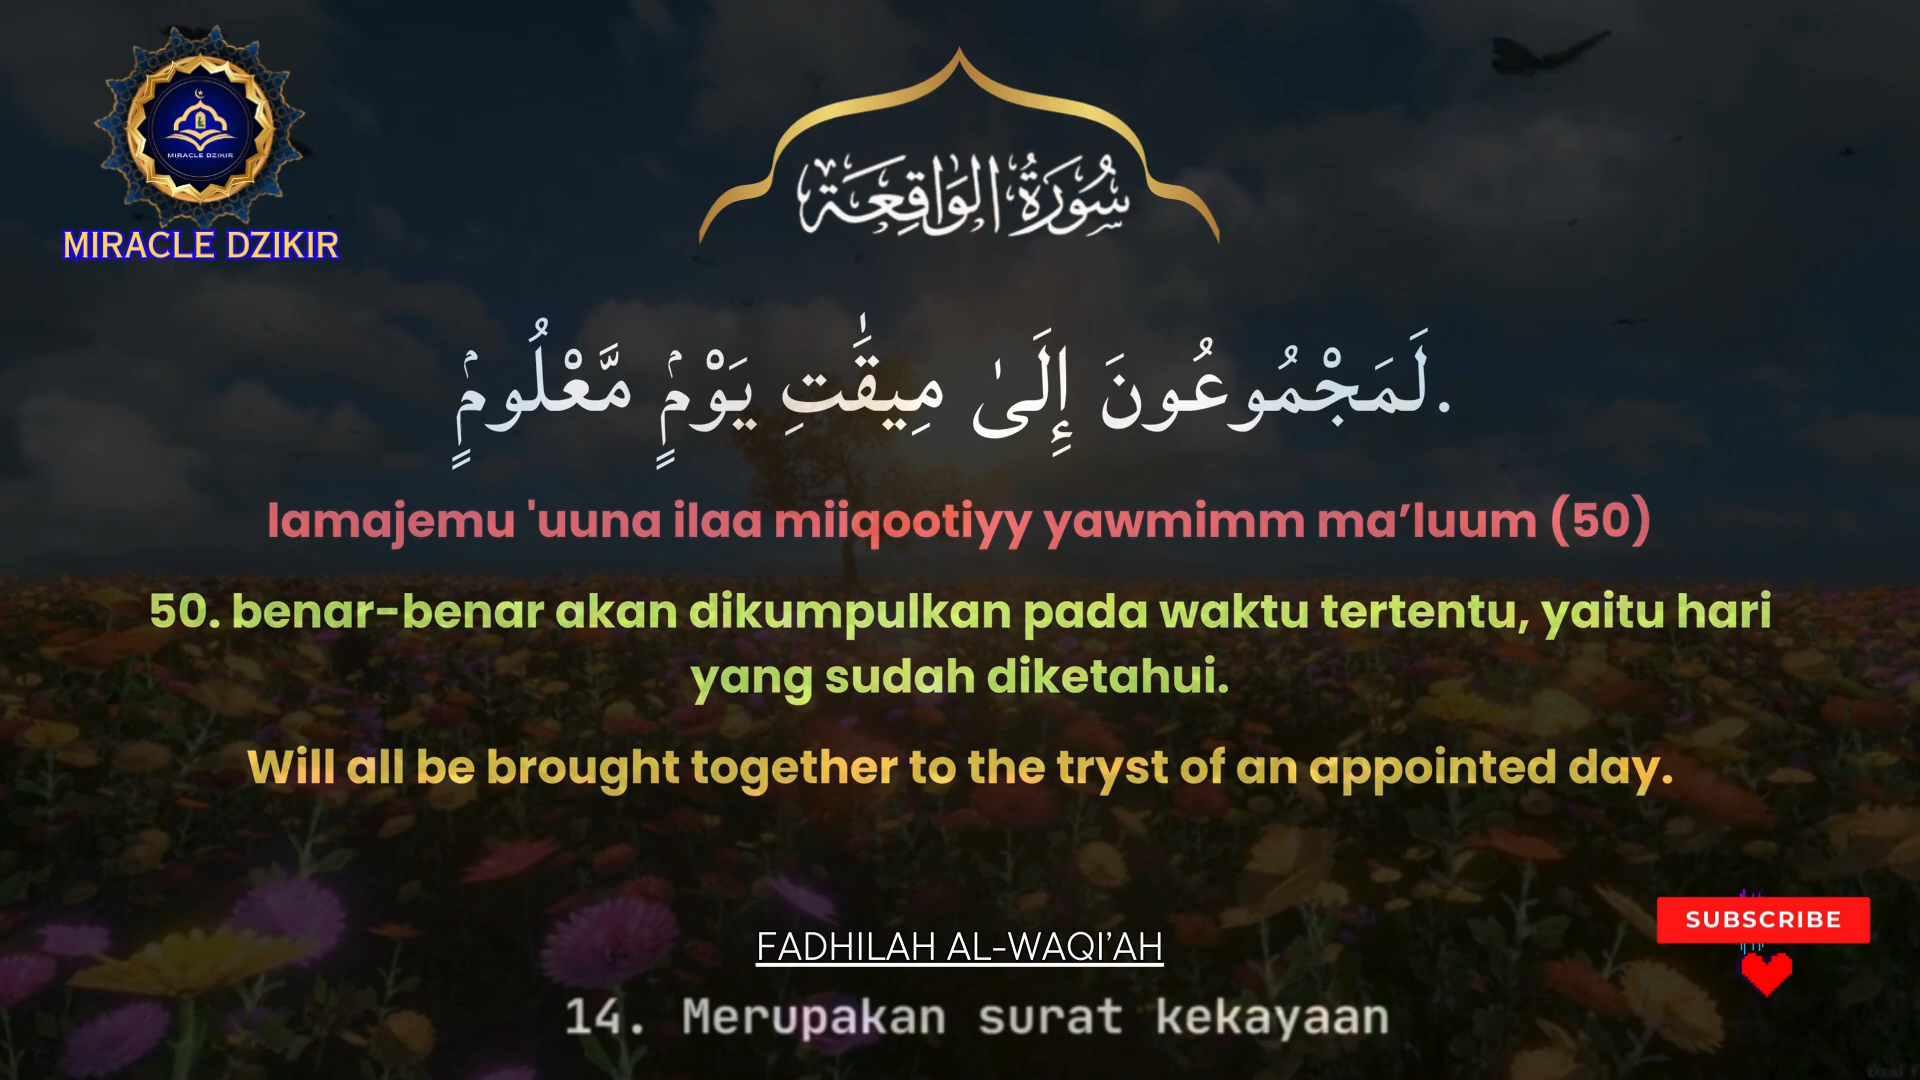 MIRACLE DZIKIR
MIRACLE DZIKIR
سُورَةُ الوَاقِعَة
لَمَجْمُوعُونَ إِلَىٰ مِيقَٰتِ يَوْمٍۢ مَّعْلُومٍۢ.
lamajemu 'uuna ilaa miiqootiyy yawmimm ma’luum (50)
50. benar-benar akan dikumpulkan pada waktu tertentu, yaitu hari
yang sudah diketahui.
Will all be brought together to the tryst of an appointed day.
SUBSCRIBE
FADHILAH AL-WAQI’AH
14. Merupakan surat kekayaan